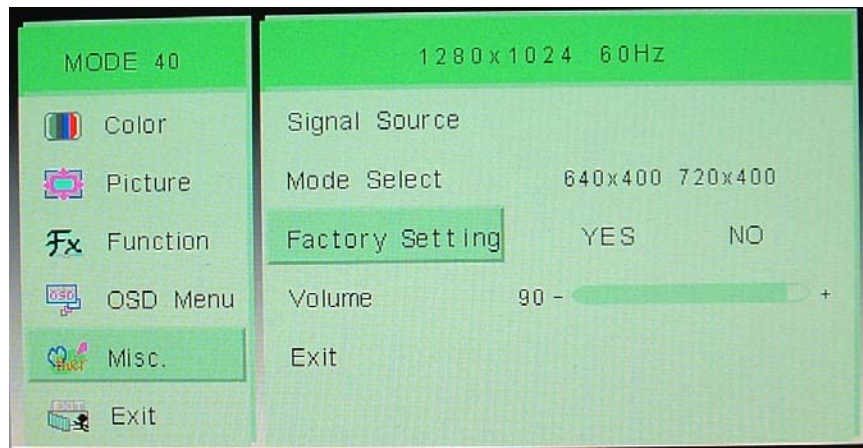 MODE 40
Color
Picture
Function
OSD Menu
Misc.
Exit
1280x1024 60Hz
Signal Source
Mode Select 640x400 720x400
Factory Setting YES NO
Volume 90 - +
Exit